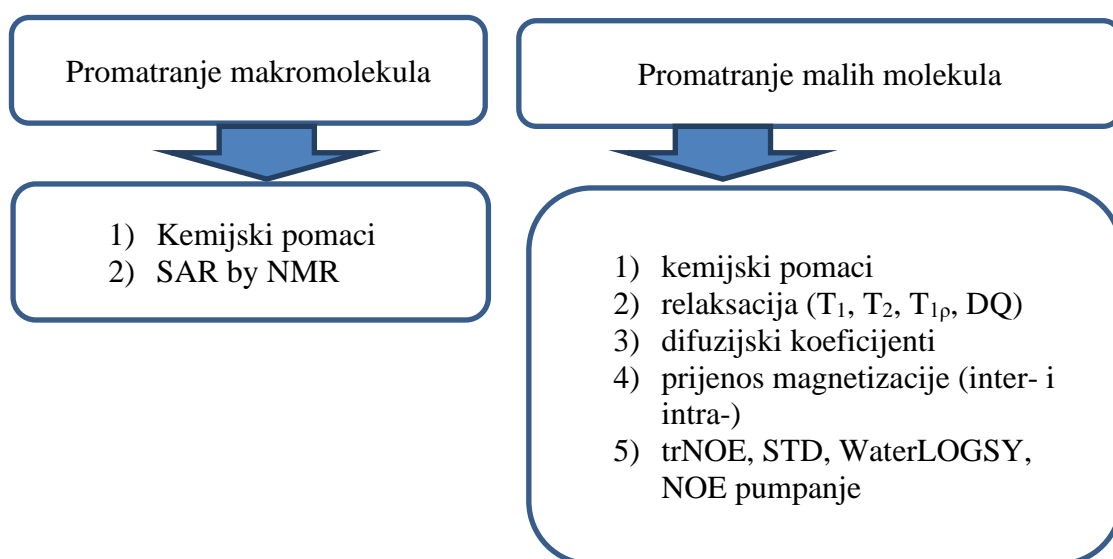 Promatranje makromolekula
Promatranje malih molekula
1) Kemijski pomaci
2) SAR by NMR
1) kemijski pomaci
2) relaksacija (T₁, T₂, T₁ᵨ, DQ)
3) difuzijski koeficijenti
4) prijenos magnetizacije (inter- i
intra-)
5) trNOE, STD, WaterLOGSY,
NOE pumpanje